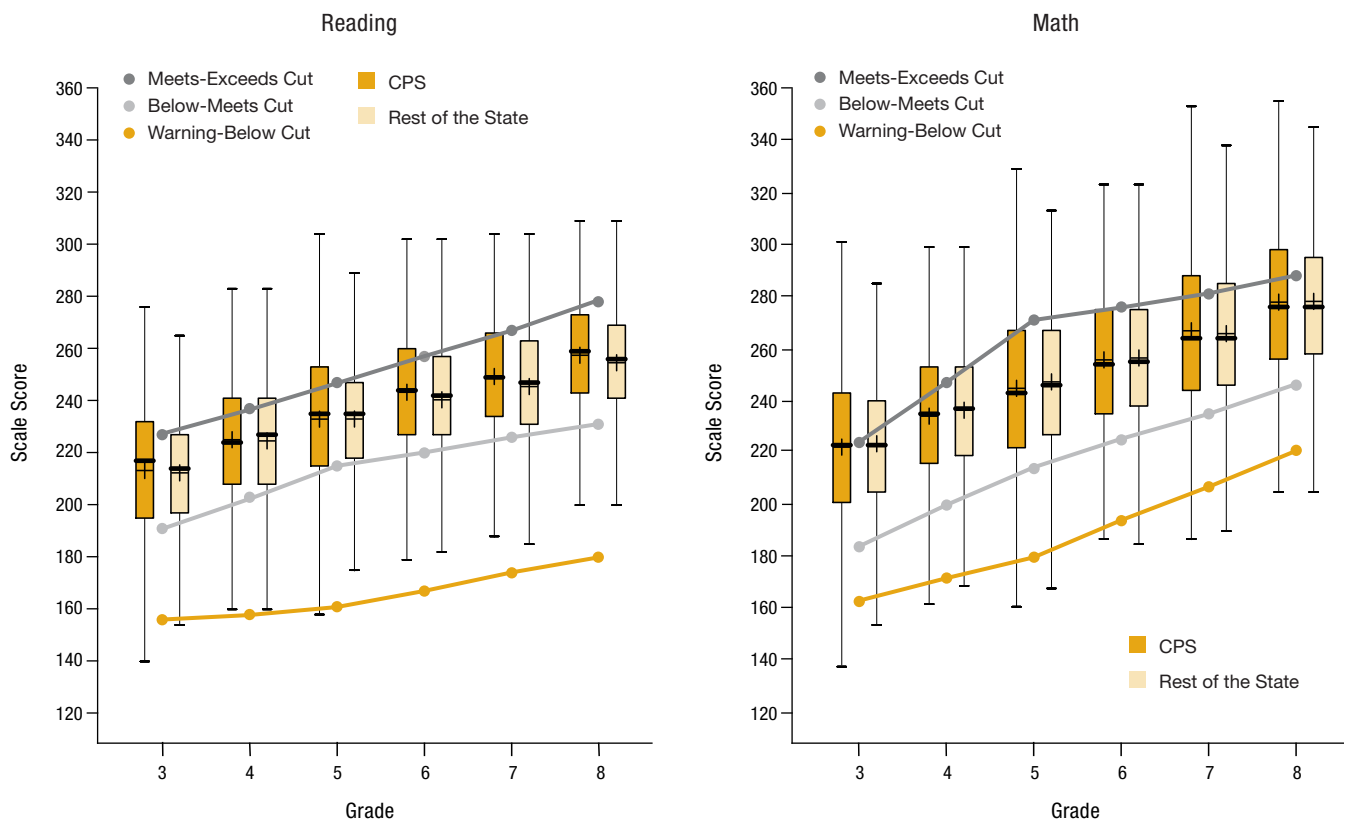 Reading
Meets-Exceeds Cut
Below-Meets Cut
Warning-Below Cut
CPS
Rest of the State
Scale Score
360
340
320
300
280
260
240
220
200
180
160
140
120
3 4 5 6 7 8
Grade
Math
Meets-Exceeds Cut
Below-Meets Cut
Warning-Below Cut
Scale Score
360
340
320
300
280
260
240
220
200
180
160
140
120
CPS
Rest of the State
3 4 5 6 7 8
Grade